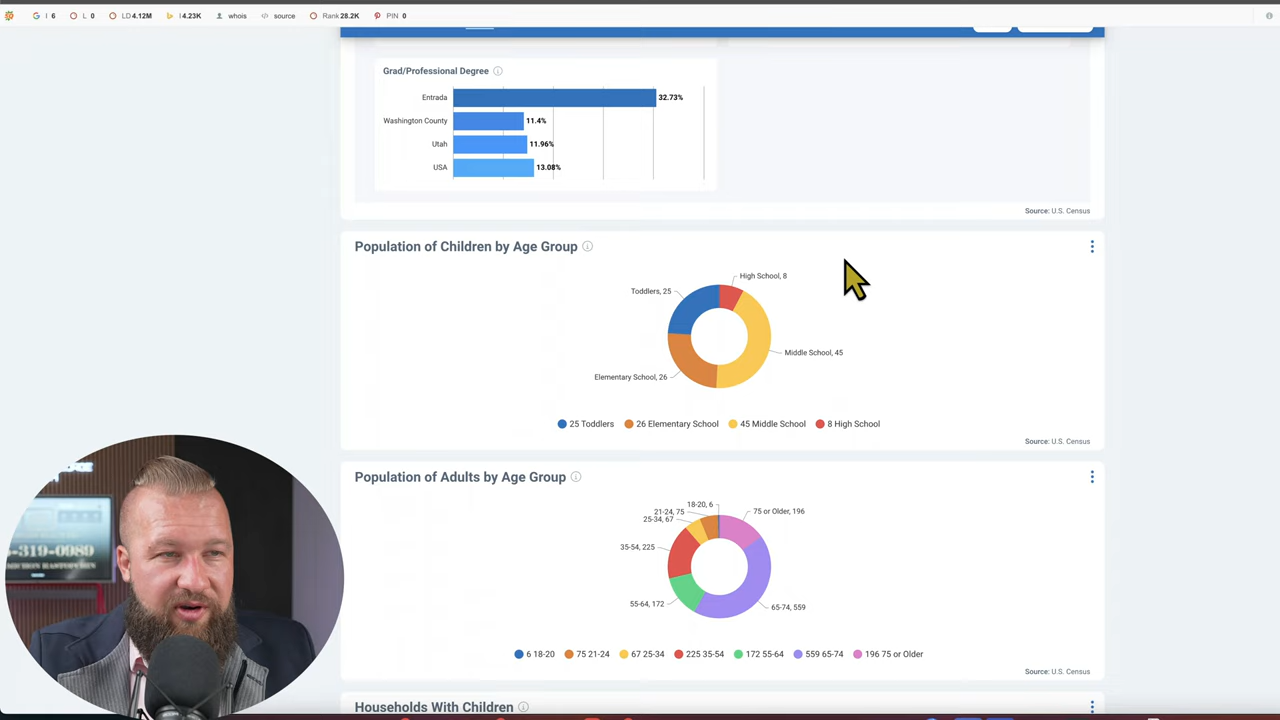 I 6 L 0 LD 4.12M I 4.23K whois source Rank 28.2K PIN 0
Grad/Professional Degree
Entrada 32.73%
Washington County 11.4%
Utah 11.96%
USA 13.08%
Source: U.S. Census
Population of Children by Age Group
High School, 8
Toddlers, 25
Middle School, 45
Elementary School, 26
25 Toddlers 26 Elementary School 45 Middle School 8 High School
Source: U.S. Census
Population of Adults by Age Group
18-20, 6
21-24, 75
75 or Older, 196
25-34, 67
35-54, 225
55-64, 172
65-74, 559
6 18-20 75 21-24 67 25-34 225 35-54 172 55-64 559 65-74 196 75 or Older
Source: U.S. Census
-319-0989
Households With Children